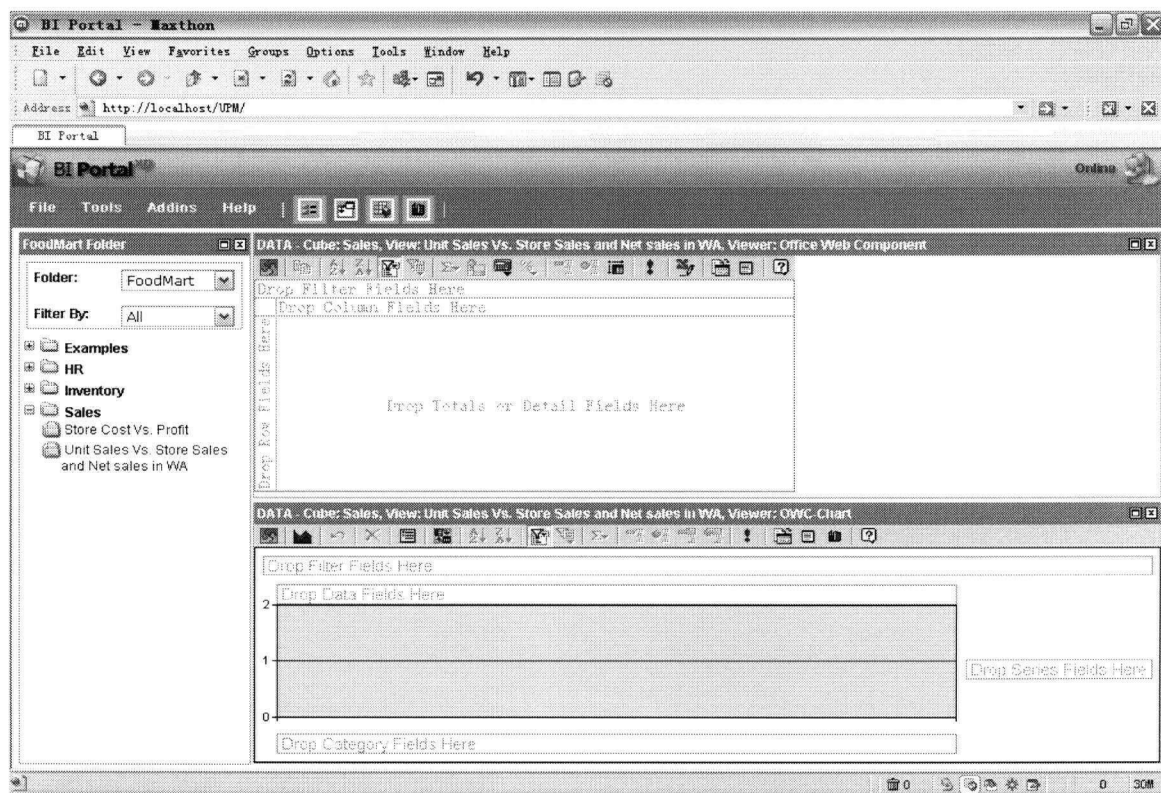 BI Portal - Maxthon
File Edit View Favorites Groups Options Tools Window Help
Address http://localhost/UPM/
BI Portal
BI Portal XP Online
File Tools Addins Help
FoodMart Folder
Folder: FoodMart
Filter By: All
Examples
HR
Inventory
Sales
Store Cost Vs. Profit
Unit Sales Vs. Store Sales
and Net sales in WA
DATA - Cube: Sales, View: Unit Sales Vs. Store Sales and Net sales in WA, Viewer: Office Web Component
Drop Filter Fields Here
Drop Column Fields Here
Drop Row Fields Here
Drop Totals or Detail Fields Here
DATA - Cube: Sales, View: Unit Sales Vs. Store Sales and Net sales in WA, Viewer: OWC-Chart
Drop Filter Fields Here
Drop Data Fields Here
2
1
Drop Series Fields Here
0
Drop Category Fields Here
0 0 30M